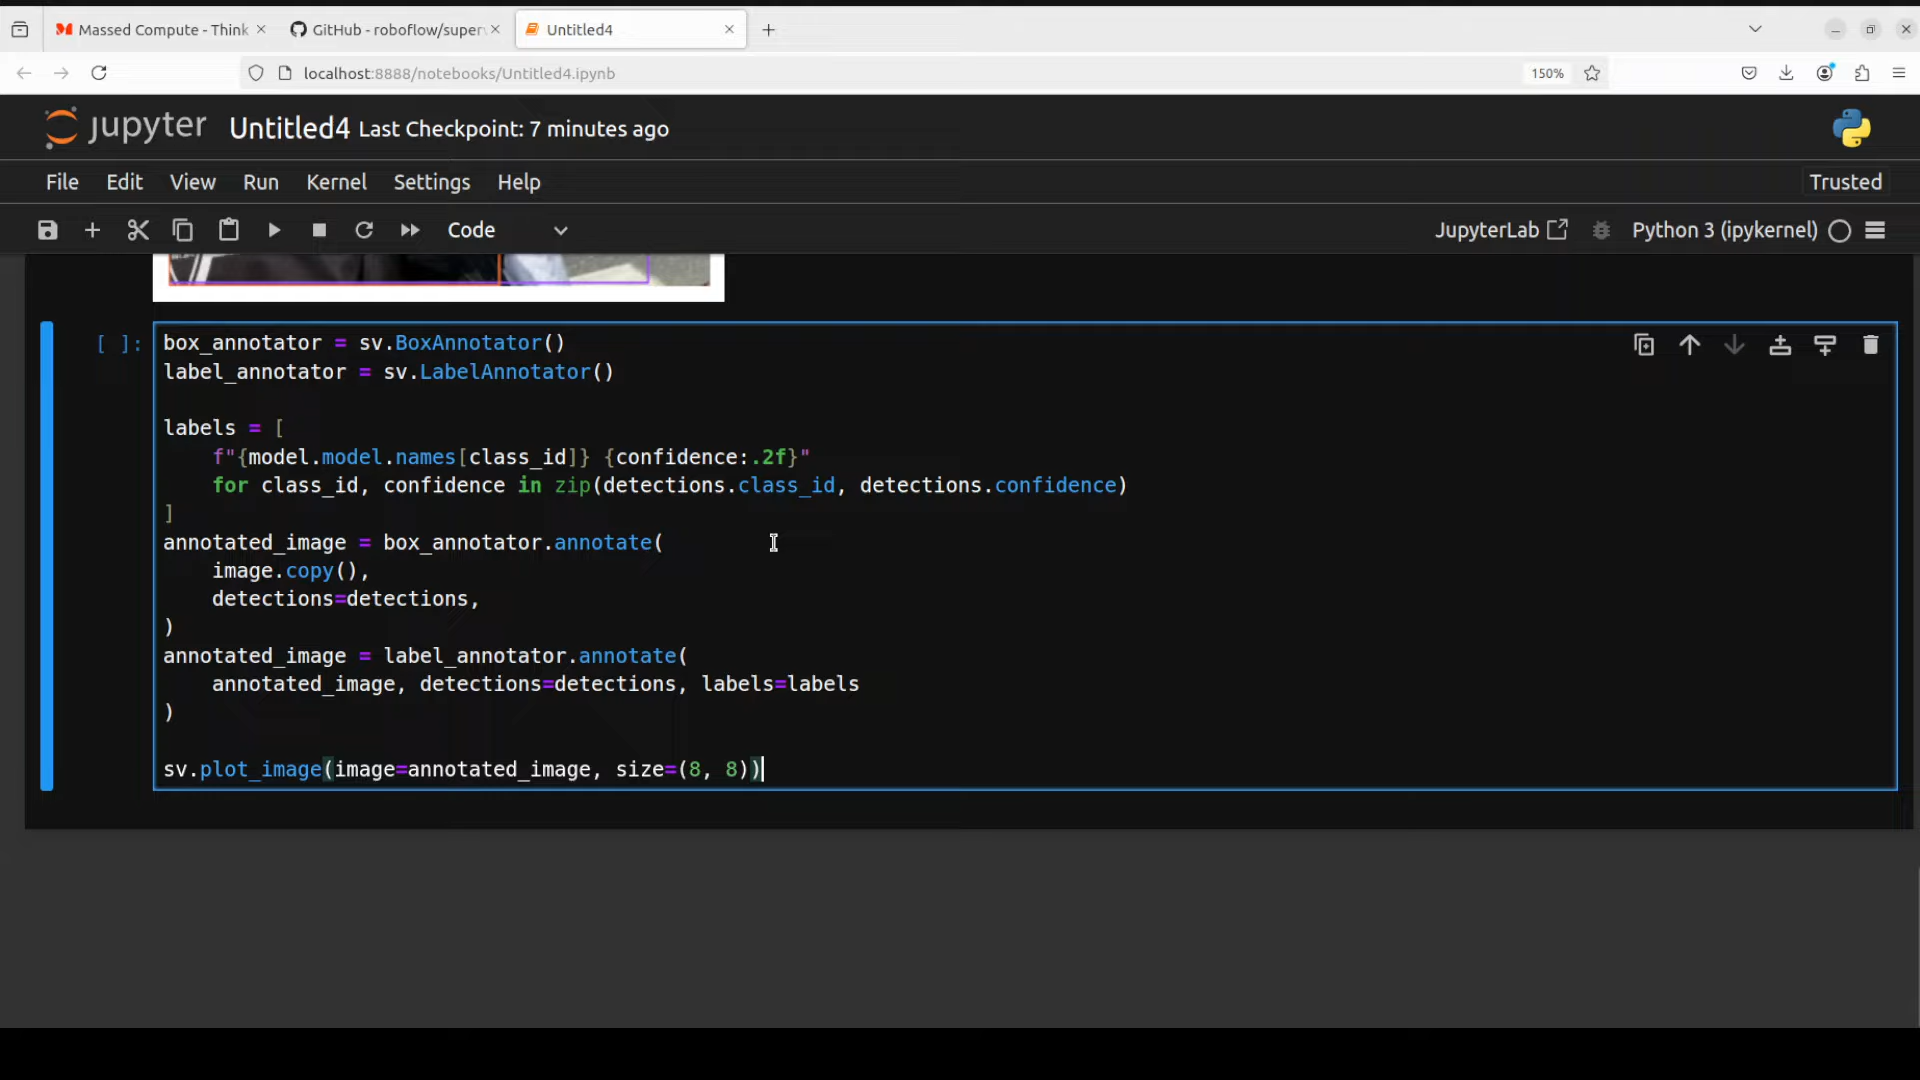 Massed Compute - Think
GitHub - roboflow/super
Untitled4
localhost:8888/notebooks/Untitled4.ipynb
150%
jupyter Untitled4 Last Checkpoint: 7 minutes ago
File Edit View Run Kernel Settings Help
Trusted
Code
JupyterLab
Python 3 (ipykernel)
[ ]:
box_annotator = sv.BoxAnnotator()
label_annotator = sv.LabelAnnotator()
labels = [
    f"{model.model.names[class_id]} {confidence:.2f}"
    for class_id, confidence in zip(detections.class_id, detections.confidence)
]
annotated_image = box_annotator.annotate(
    image.copy(),
    detections=detections,
)
annotated_image = label_annotator.annotate(
    annotated_image, detections=detections, labels=labels
)
sv.plot_image(image=annotated_image, size=(8, 8))